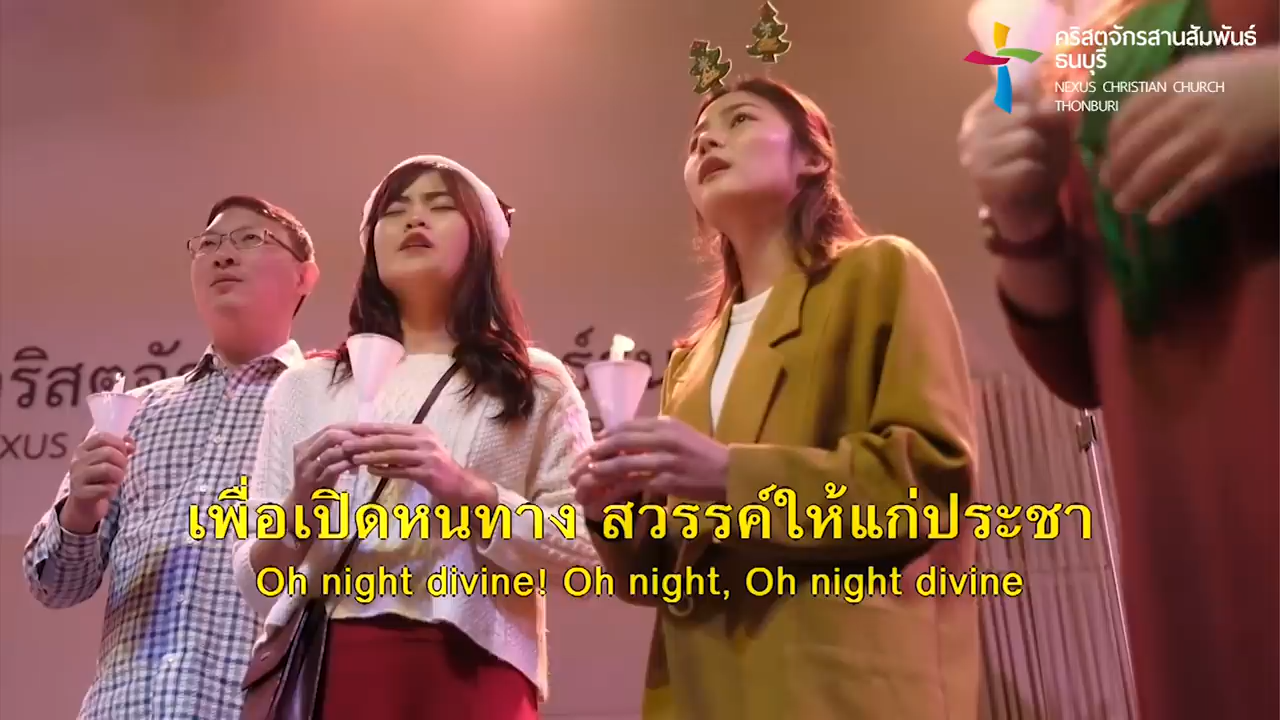 คริสตจักรสานสัมพันธ์
ธนบุรี
NEXUS CHRISTIAN CHURCH
THONBURI
เพื่อเปิดหนทาง สวรรค์ให้แก่ประชา
Oh night divine! Oh night, Oh night divine